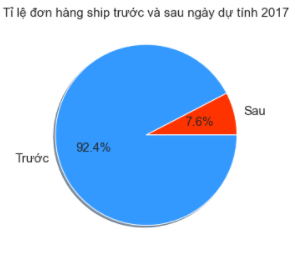 Tỉ lệ đơn hàng ship trước và sau ngày dự tính 2017
Sau
7.6%
92.4%
Trước